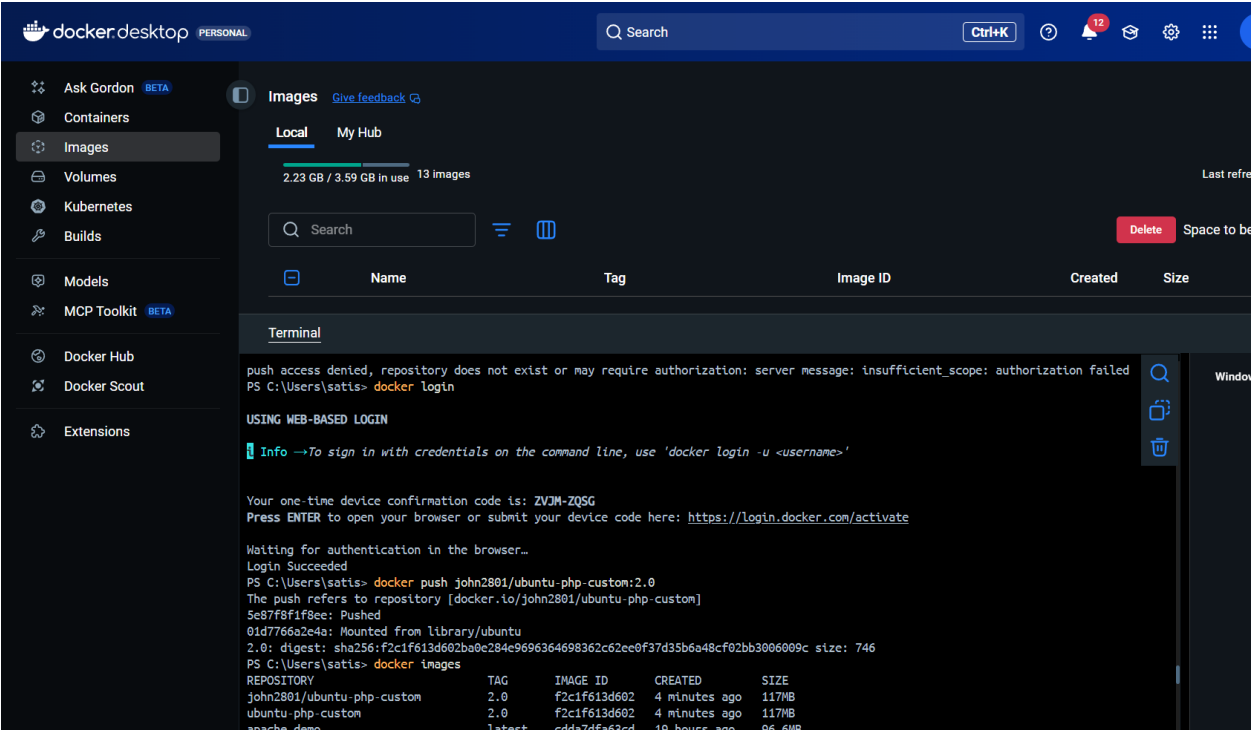 docker.desktop PERSONAL
Search Ctrl+K
12
Ask Gordon BETA
Containers
Images
Volumes
Kubernetes
Builds
Models
MCP Toolkit BETA
Docker Hub
Docker Scout
Extensions
Images Give feedback
Local My Hub
2.23 GB / 3.59 GB in use 13 images
Last refre
Search
Delete Space to be
Name Tag Image ID Created Size
Terminal
Window
push access denied, repository does not exist or may require authorization: server message: insufficient_scope: authorization failed
PS C:\Users\satis> docker login
USING WEB-BASED LOGIN
i Info →To sign in with credentials on the command line, use 'docker login -u <username>'
Your one-time device confirmation code is: ZVJM-ZQSG
Press ENTER to open your browser or submit your device code here: https://login.docker.com/activate
Waiting for authentication in the browser…
Login Succeeded
PS C:\Users\satis> docker push john2801/ubuntu-php-custom:2.0
The push refers to repository [docker.io/john2801/ubuntu-php-custom]
5e87f8f1f8ee: Pushed
01d7766a2e4a: Mounted from library/ubuntu
2.0: digest: sha256:f2c1f613d602ba0e284e9696364698362c62ee0f37d35b6a48cf02bb3006009c size: 746
PS C:\Users\satis> docker images
REPOSITORY TAG IMAGE ID CREATED SIZE
john2801/ubuntu-php-custom 2.0 f2c1f613d602 4 minutes ago 117MB
ubuntu-php-custom 2.0 f2c1f613d602 4 minutes ago 117MB
apache-demo latest cdda7dfa63cd 19 hours ago 96.6MB